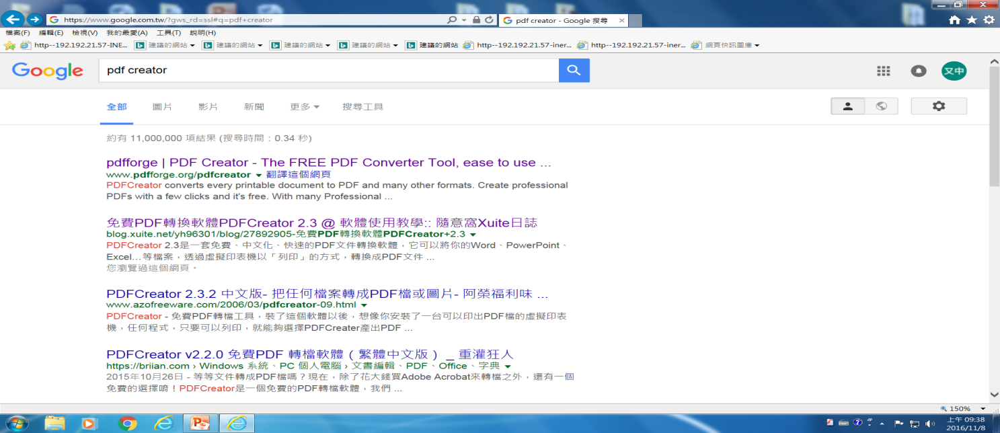 https://www.google.com.tw/?gws_rd=ssl#q=pdf+creator
pdf creator - Google 搜尋
檔案(F) 編輯(E) 檢視(V) 我的最愛(A) 工具(T) 說明(H)
http--192.192.21.57-INE... 建議的網站 建議的網站 建議的網站 建議的網站 建議的網站 http--192.192.21.57-iner... http--192.192.21.57-iner... 網頁快訊圖庫
Google
pdf creator
又中
全部 圖片 影片 新聞 更多 搜尋工具
約有 11,000,000 項結果 (搜尋時間：0.34 秒)
pdfforge | PDF Creator - The FREE PDF Converter Tool, ease to use ...
www.pdfforge.org/pdfcreator 翻譯這個網頁
PDFCreator converts every printable document to PDF and many other formats. Create professional
PDFs with a few clicks and it's free. With many Professional ...
免費PDF轉換軟體PDFCreator 2.3 @ 軟體使用教學:: 隨意窩Xuite日誌
blog.xuite.net/yh96301/blog/27892905-免費PDF轉換軟體PDFCreator+2.3
PDFCreator 2.3是一套免費、中文化、快速的PDF文件轉換軟體，它可以將你的Word、PowerPoint、
Excel...等檔案，透過虛擬印表機以「列印」的方式，轉換成PDF文件 ...
您瀏覽過這個網頁。
PDFCreator 2.3.2 中文版- 把任何檔案轉成PDF檔或圖片- 阿榮福利味 ...
www.azofreeware.com/2006/03/pdfcreator-09.html
PDFCreator - 免費PDF轉檔工具，裝了這個軟體以後，想像你安裝了一台可以印出PDF檔的虛擬印表
機，任何程式，只要可以列印，就能夠選擇PDFCreater產出PDF ...
PDFCreator v2.2.0 免費PDF 轉檔軟體（繁體中文版） _ 重灌狂人
https://briian.com › Windows 系統、PC 個人電腦 › 文書編輯、PDF、Office、字典
2015年10月26日 - 等等文件轉成PDF檔嗎？現在，除了花大錢買Adobe Acrobat來轉檔之外，還有一個
免費的選擇唷！PDFCreator是一個免費的PDF轉檔軟體，我們 ...
150%
上午 09:38
2016/11/8